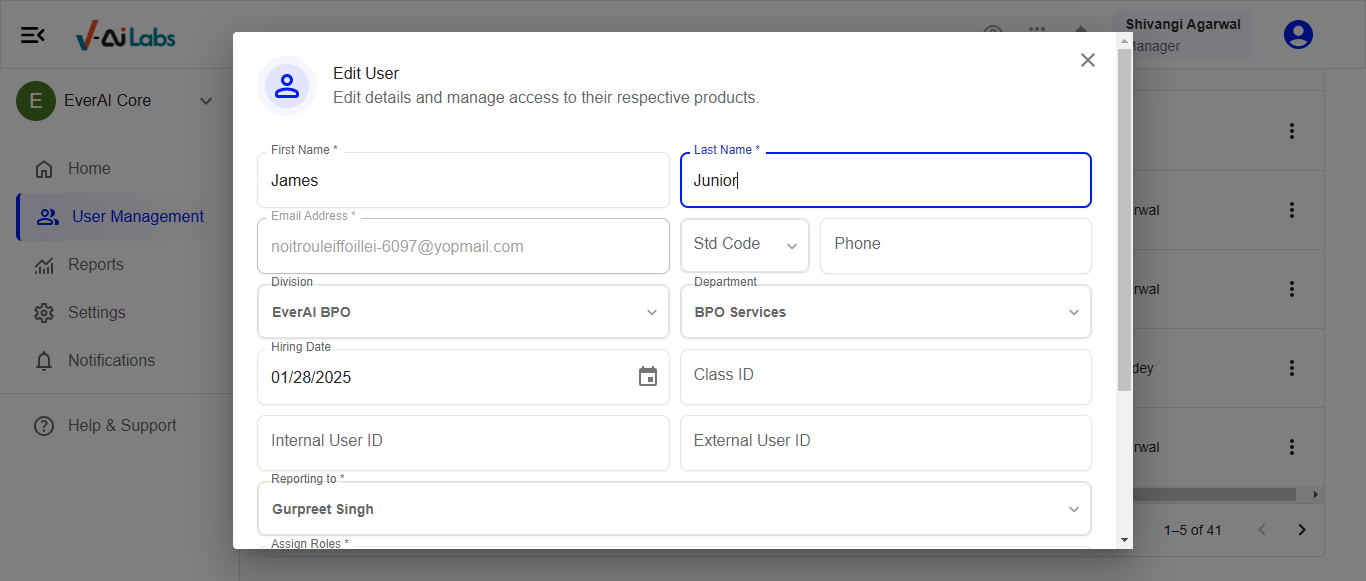 V-Ai Labs
Shivangi Agarwal
Manager
E EverAI Core
Home
User Management
Reports
Settings
Notifications
Help & Support
Edit User
Edit details and manage access to their respective products.
First Name *
James
Last Name *
Junior
Email Address *
noitrouleiffoillei-6097@yopmail.com
Std Code
Phone
Division
EverAI BPO
Department
BPO Services
Hiring Date
01/28/2025
Class ID
Internal User ID
External User ID
Reporting to *
Gurpreet Singh
Assign Roles *
rwal
rwal
dey
rwal
1–5 of 41